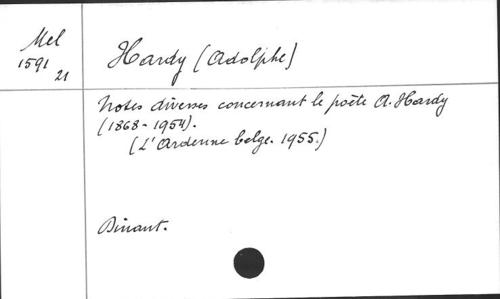 Mel
1591
21
Hardy (Adolphe)
Notes diverses concernant le poète A. Hardy
(1868-1954).
(L'Ardenne belge. 1955.)
Dinant.